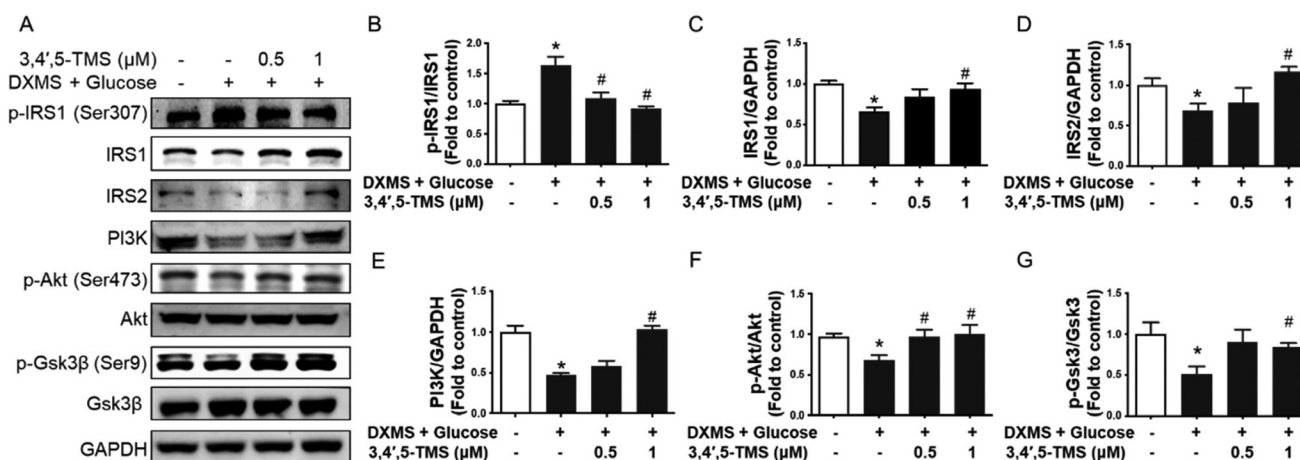 A
3,4′,5-TMS (μM) - - 0.5 1
DXMS + Glucose - + + +
p-IRS1 (Ser307)
IRS1
IRS2
PI3K
p-Akt (Ser473)
Akt
p-Gsk3β (Ser9)
Gsk3β
GAPDH
B
p-IRS1/IRS1
(Fold to control)
2.0
1.5
1.0
0.5
0.0
* # #
DXMS + Glucose - + + +
3,4′,5-TMS (μM) - - 0.5 1
C
IRS1/GAPDH
(Fold to control)
1.5
1.0
0.5
0.0
* #
DXMS + Glucose - + + +
3,4′,5-TMS (μM) - - 0.5 1
D
IRS2/GAPDH
(Fold to control)
1.5
1.0
0.5
0.0
* #
DXMS + Glucose - + + +
3,4′,5-TMS (μM) - - 0.5 1
E
PI3K/GAPDH
(Fold to control)
1.5
1.0
0.5
0.0
* #
DXMS + Glucose - + + +
3,4′,5-TMS (μM) - - 0.5 1
F
p-Akt/Akt
(Fold to control)
1.5
1.0
0.5
0.0
* # #
DXMS + Glucose - + + +
3,4′,5-TMS (μM) - - 0.5 1
G
p-Gsk3/Gsk3
(Fold to control)
1.5
1.0
0.5
0.0
* #
DXMS + Glucose - + + +
3,4′,5-TMS (μM) - - 0.5 1